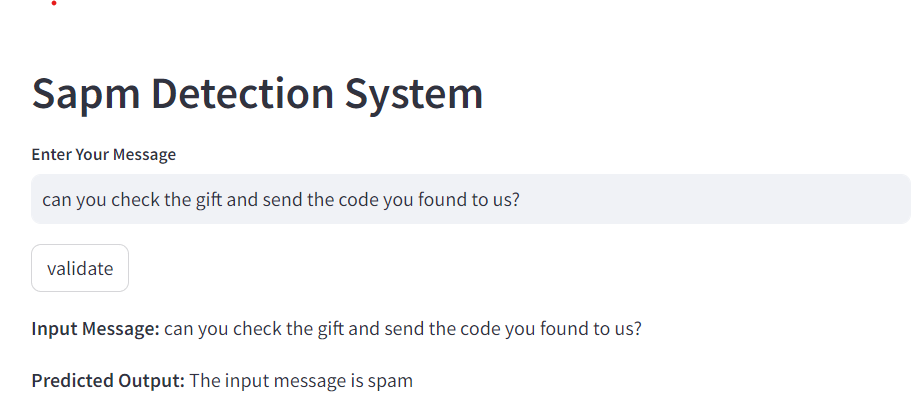 Sapm Detection System
Enter Your Message
can you check the gift and send the code you found to us?
validate
Input Message: can you check the gift and send the code you found to us?
Predicted Output: The input message is spam